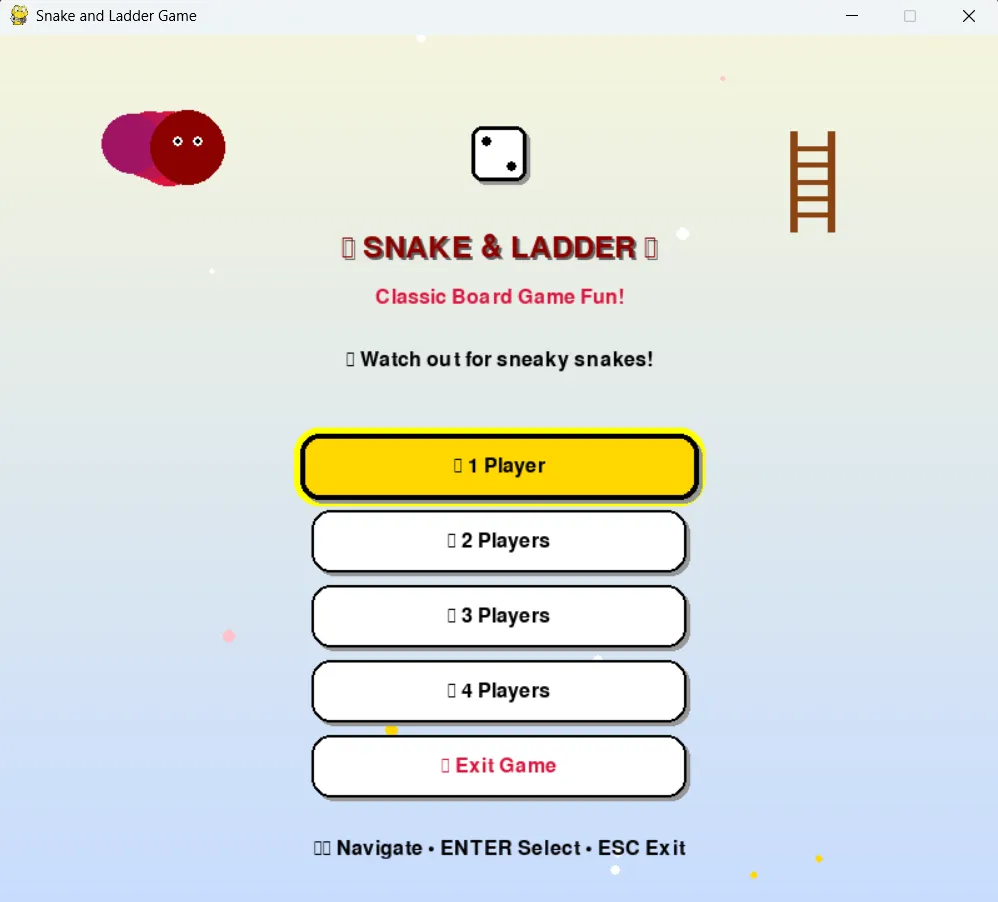 Snake and Ladder Game
SNAKE & LADDER
Classic Board Game Fun!
Watch out for sneaky snakes!
1 Player
2 Players
3 Players
4 Players
Exit Game
Navigate • ENTER Select • ESC Exit